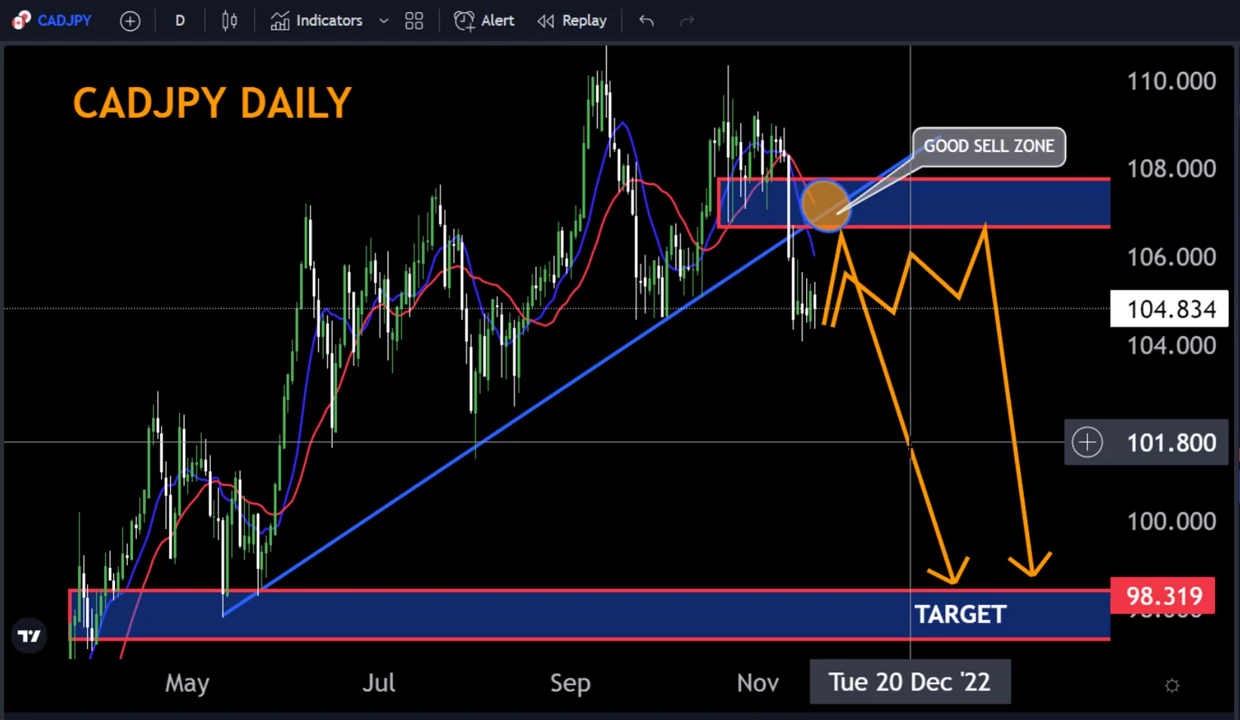 CADJPY
D
Indicators
Alert
Replay
CADJPY DAILY
GOOD SELL ZONE
110.000
108.000
106.000
104.834
104.000
101.800
100.000
98.319
TARGET
May
Jul
Sep
Nov
Tue 20 Dec '22